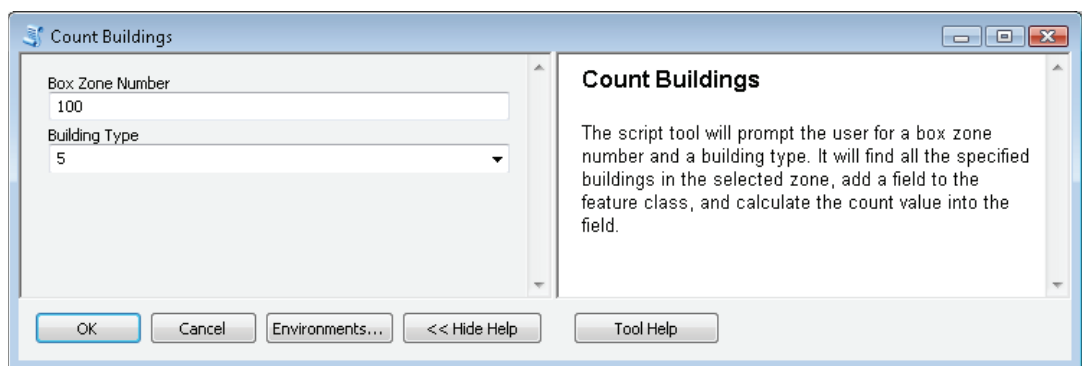 Count Buildings
Box Zone Number
100
Building Type
5
Count Buildings
The script tool will prompt the user for a box zone
number and a building type. It will find all the specified
buildings in the selected zone, add a field to the
feature class, and calculate the count value into the
field.
OK Cancel Environments... << Hide Help Tool Help